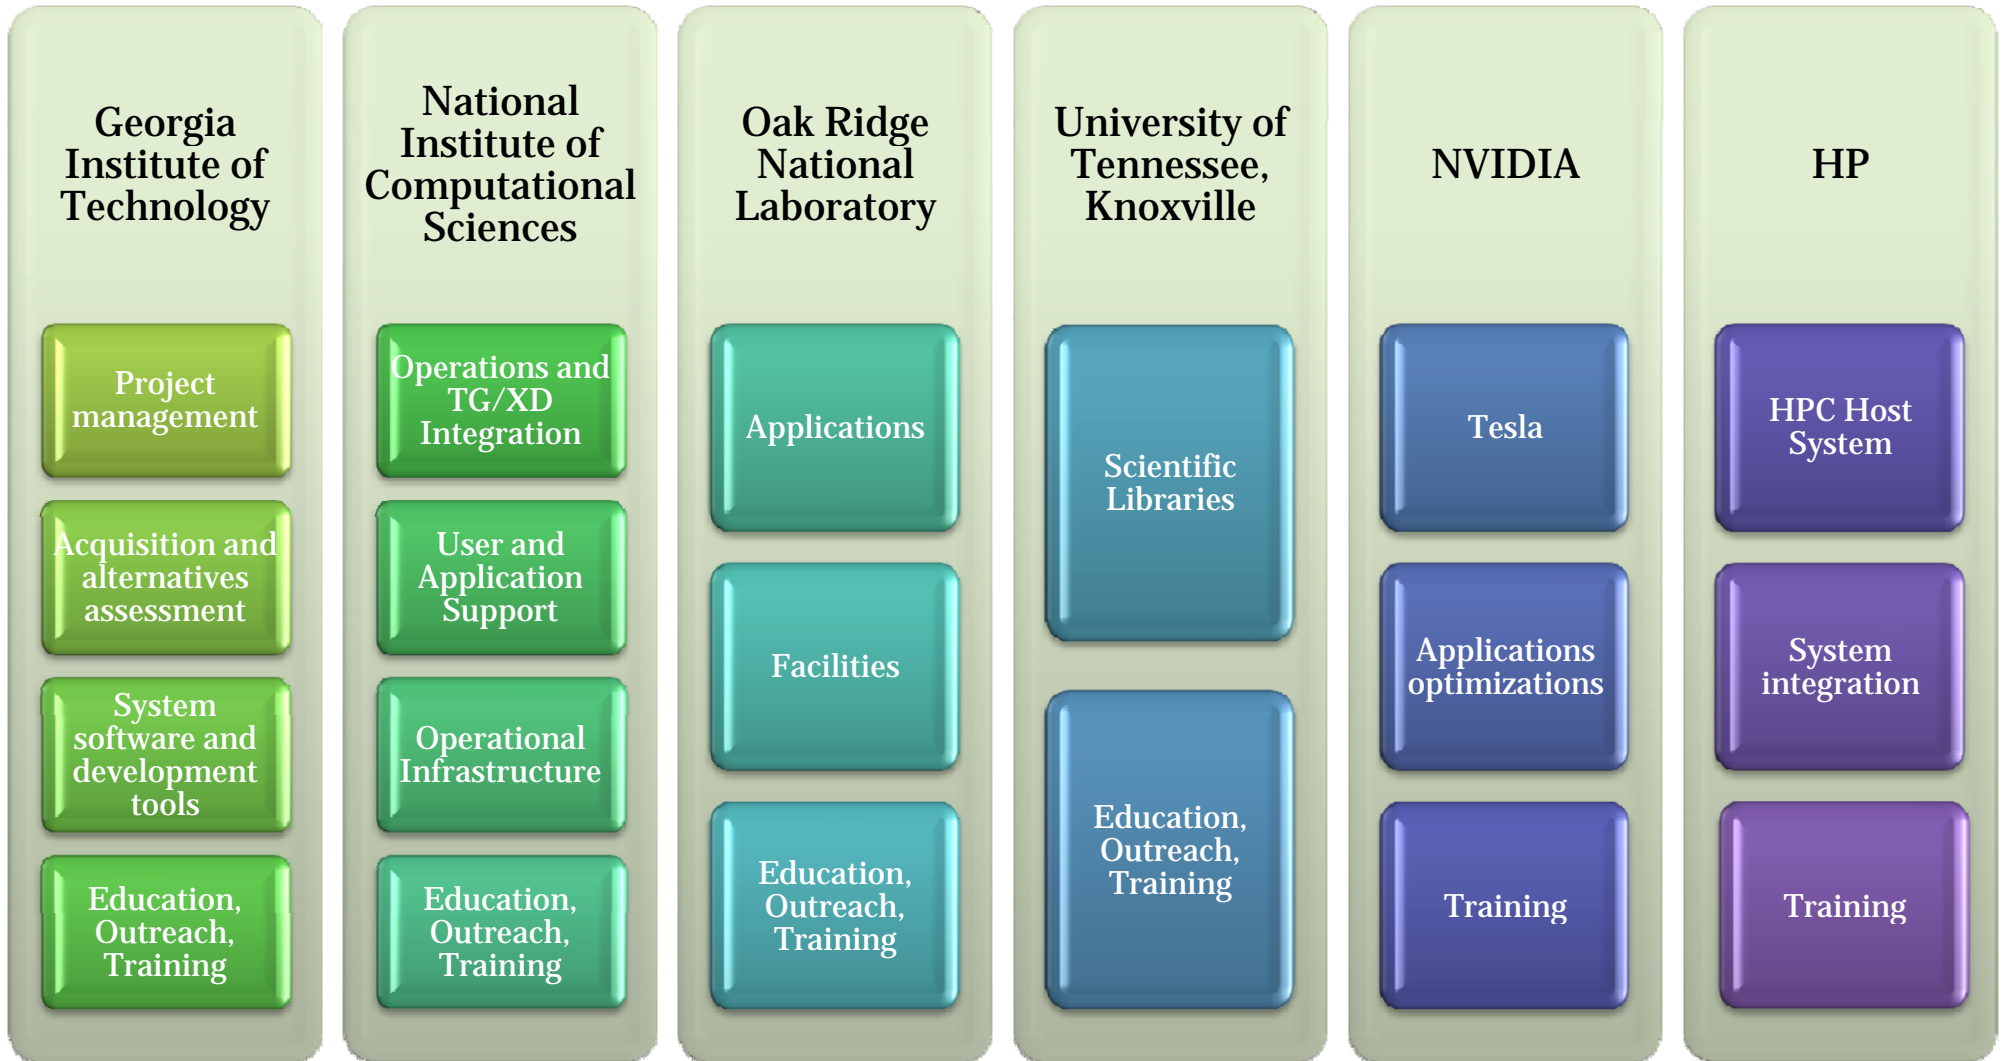 Georgia
Institute of
Technology
Project
management
Acquisition and
alternatives
assessment
System
software and
development
tools
Education,
Outreach,
Training
National
Institute of
Computational
Sciences
Operations and
TG/XD
Integration
User and
Application
Support
Operational
Infrastructure
Education,
Outreach,
Training
Oak Ridge
National
Laboratory
Applications
Facilities
Education,
Outreach,
Training
University of
Tennessee,
Knoxville
Scientific
Libraries
Education,
Outreach,
Training
NVIDIA
Tesla
Applications
optimizations
Training
HP
HPC Host
System
System
integration
Training